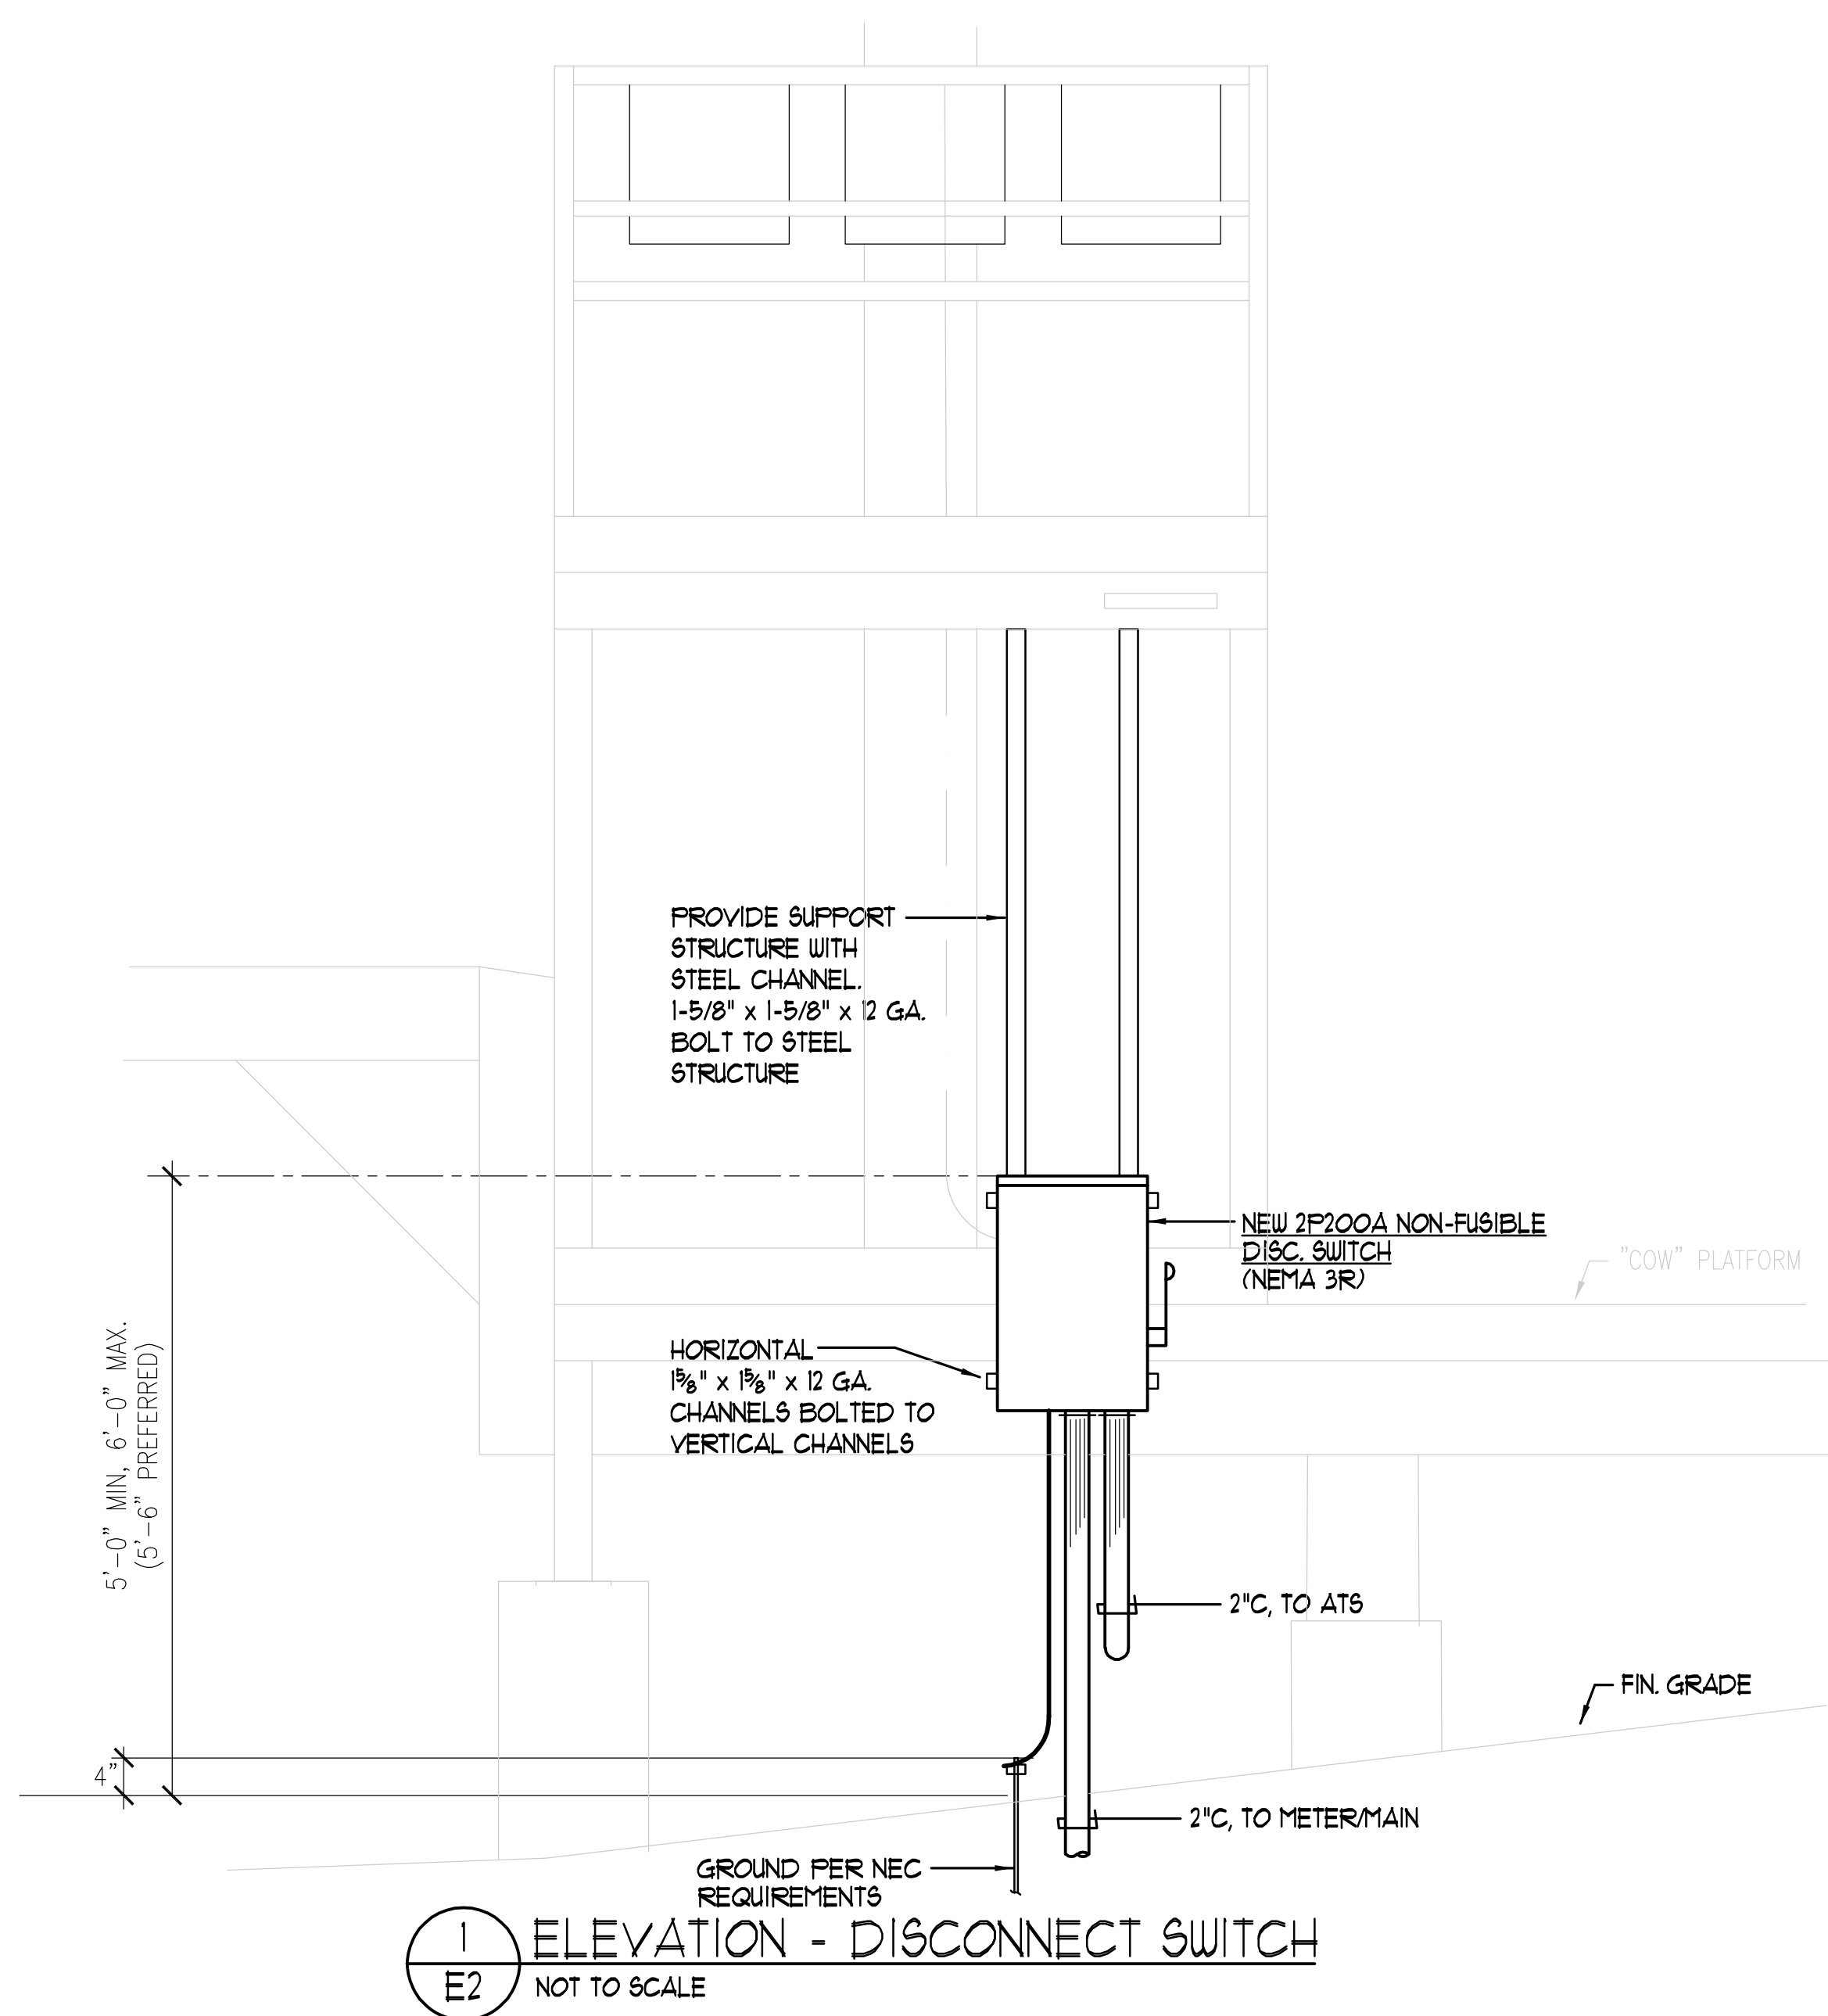 PROVIDE SUPPORT
STRUCTURE WITH
STEEL CHANNEL.
1-5/8" x 1-5/8" x 12 GA.
BOLT TO STEEL
STRUCTURE
NEW 2P200A NON-FUSIBLE
DISC. SWITCH
(NEMA 3R)
"COW" PLATFORM
HORIZONTAL
1⅝" x 1⅝" x 12 GA.
CHANNELS BOLTED TO
VERTICAL CHANNELS
5'-0" MIN, 6'-0" MAX.
(5'-6" PREFERRED)
2"C, TO ATS
FIN. GRADE
4"
2"C, TO METER/MAIN
GROUND PER NEC
REQUIREMENTS
1
E2
ELEVATION - DISCONNECT SWITCH
NOT TO SCALE